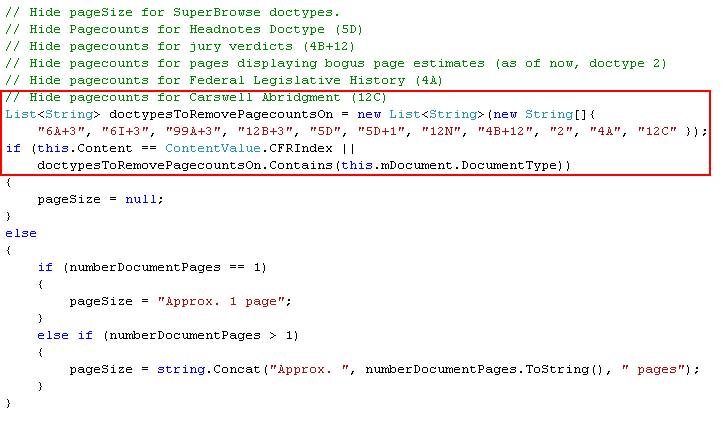 // Hide pageSize for SuperBrowse doctypes.
// Hide Pagecounts for Headnotes Doctype (5D)
// Hide pagecounts for jury verdicts (4B+12)
// Hide pagecounts for pages displaying bogus page estimates (as of now, doctype 2)
// Hide pagecounts for Federal Legislative History (4A)
// Hide pagecounts for Carswell Abridgment (12C)
List<String> doctypesToRemovePagecountsOn = new List<String>(new String[]{
    "6A+3", "6I+3", "99A+3", "12B+3", "5D", "5D+1", "12N", "4B+12", "2", "4A", "12C" });
if (this.Content == ContentValue.CFRIndex ||
    doctypesToRemovePagecountsOn.Contains(this.mDocument.DocumentType))
{
    pageSize = null;
}
else
{
    if (numberDocumentPages == 1)
    {
        pageSize = "Approx. 1 page";
    }
    else if (numberDocumentPages > 1)
    {
        pageSize = string.Concat("Approx. ", numberDocumentPages.ToString(), " pages");
    }
}